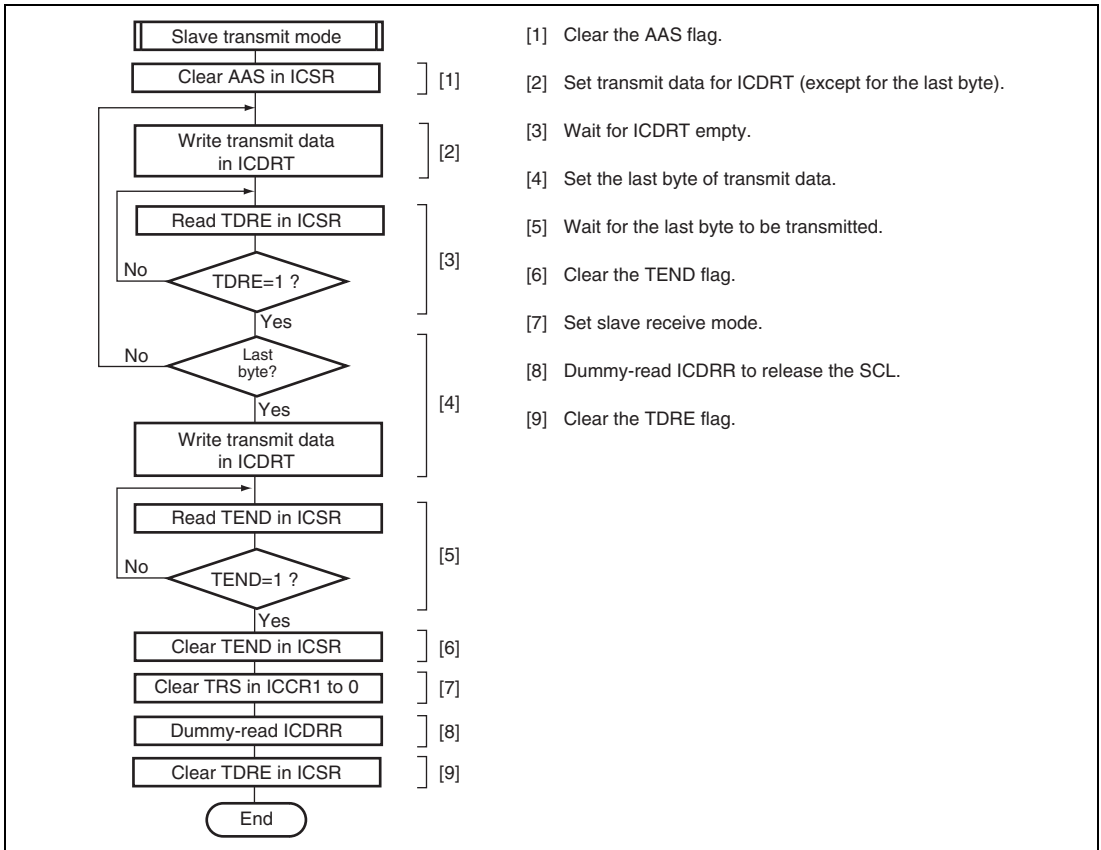 Slave transmit mode
Clear AAS in ICSR
[1]
Write transmit data
in ICDRT
[2]
Read TDRE in ICSR
[3]
No
TDRE=1 ?
Yes
No
Last
byte?
[4]
Yes
Write transmit data
in ICDRT
Read TEND in ICSR
[5]
No
TEND=1 ?
Yes
Clear TEND in ICSR
[6]
Clear TRS in ICCR1 to 0
[7]
Dummy-read ICDRR
[8]
Clear TDRE in ICSR
[9]
End
[1] Clear the AAS flag.
[2] Set transmit data for ICDRT (except for the last byte).
[3] Wait for ICDRT empty.
[4] Set the last byte of transmit data.
[5] Wait for the last byte to be transmitted.
[6] Clear the TEND flag.
[7] Set slave receive mode.
[8] Dummy-read ICDRR to release the SCL.
[9] Clear the TDRE flag.